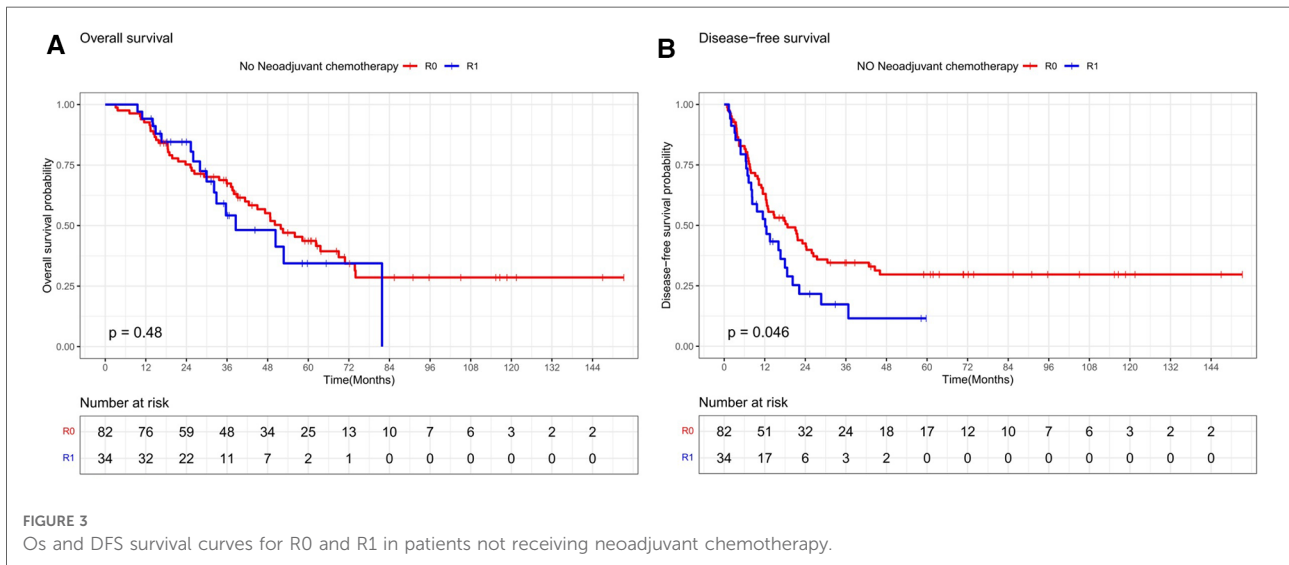 A
Overall survival
No Neoadjuvant chemotherapy R0 R1
Overall survival probability
1.00
0.75
0.50
0.25
0.00
p = 0.48
0 12 24 36 48 60 72 84 96 108 120 132 144
Time(Months)
Number at risk
R0 82 76 59 48 34 25 13 10 7 6 3 2 2
R1 34 32 22 11 7 2 1 0 0 0 0 0 0
B
Disease-free survival
NO Neoadjuvant chemotherapy R0 R1
Disease-free survival probability
1.00
0.75
0.50
0.25
0.00
p = 0.046
0 12 24 36 48 60 72 84 96 108 120 132 144
Time(Months)
Number at risk
R0 82 51 32 24 18 17 12 10 7 6 3 2 2
R1 34 17 6 3 2 0 0 0 0 0 0 0 0
FIGURE 3
Os and DFS survival curves for R0 and R1 in patients not receiving neoadjuvant chemotherapy.